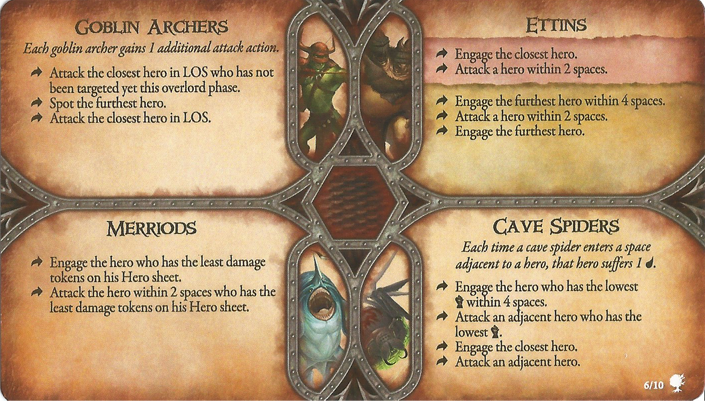 GOBLIN ARCHERS
Each goblin archer gains 1 additional attack action.
Attack the closest hero in LOS who has not
been targeted yet this overlord phase.
Spot the furthest hero.
Attack the closest hero in LOS.
ETTINS
Engage the closest hero.
Attack a hero within 2 spaces.
Engage the furthest hero within 4 spaces.
Attack a hero within 2 spaces.
Engage the furthest hero.
MERRIODS
Engage the hero who has the least damage
tokens on his Hero sheet.
Attack the hero within 2 spaces who has the
least damage tokens on his Hero sheet.
CAVE SPIDERS
Each time a cave spider enters a space
adjacent to a hero, that hero suffers 1 .
Engage the hero who has the lowest
within 4 spaces.
Attack an adjacent hero who has the
lowest .
Engage the closest hero.
Attack an adjacent hero.
6/10